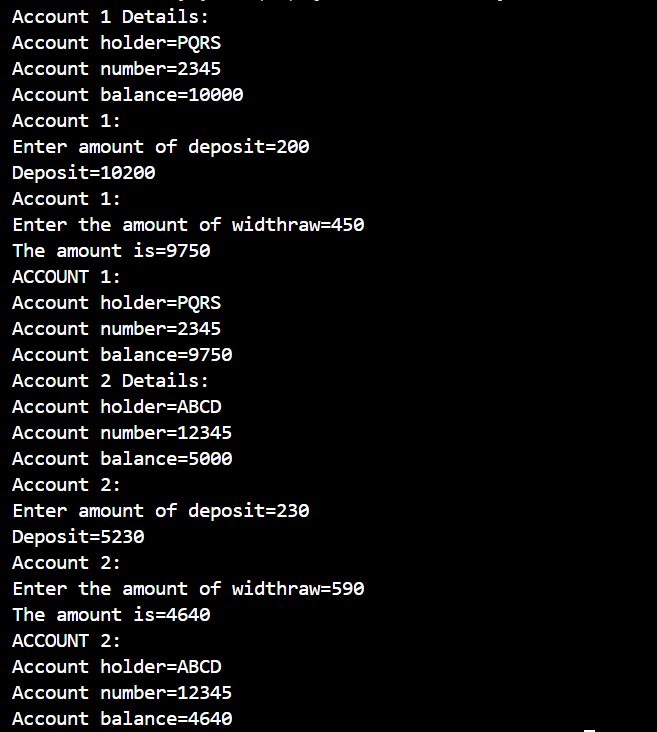 Account 1 Details:
Account holder=PQRS
Account number=2345
Account balance=10000
Account 1:
Enter amount of deposit=200
Deposit=10200
Account 1:
Enter the amount of widthraw=450
The amount is=9750
ACCOUNT 1:
Account holder=PQRS
Account number=2345
Account balance=9750
Account 2 Details:
Account holder=ABCD
Account number=12345
Account balance=5000
Account 2:
Enter amount of deposit=230
Deposit=5230
Account 2:
Enter the amount of widthraw=590
The amount is=4640
ACCOUNT 2:
Account holder=ABCD
Account number=12345
Account balance=4640